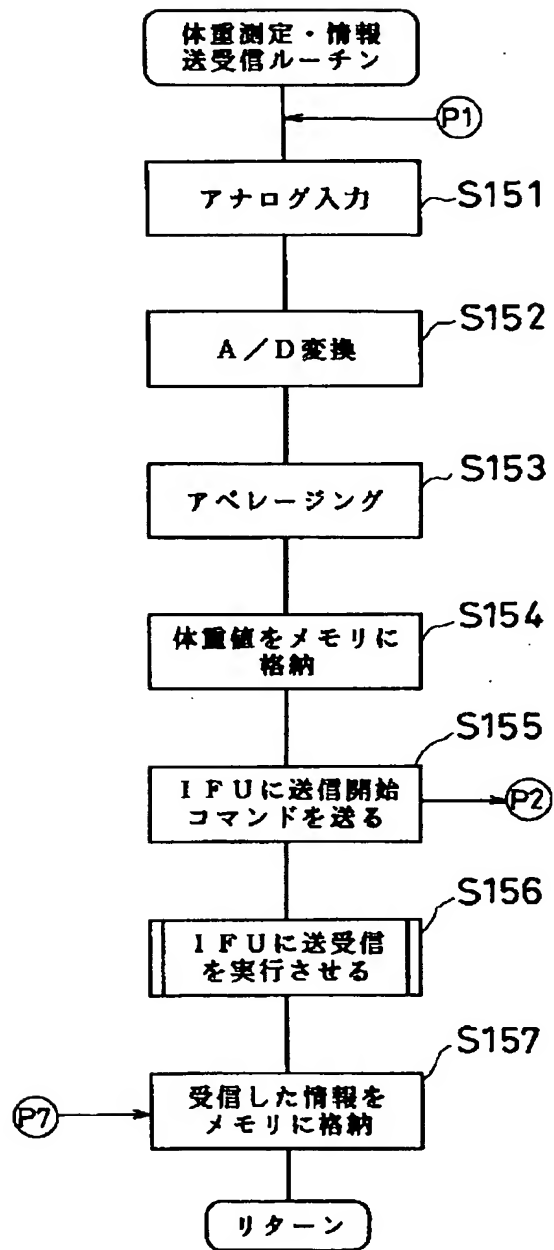 体重測定・情報
送受信ルーチン
P1
アナログ入力
S151
A/D変換
S152
アベレージング
S153
体重値をメモリに
格納
S154
IFUに送信開始
コマンドを送る
S155
P2
IFUに送受信
を実行させる
S156
受信した情報を
メモリに格納
S157
P7
リターン